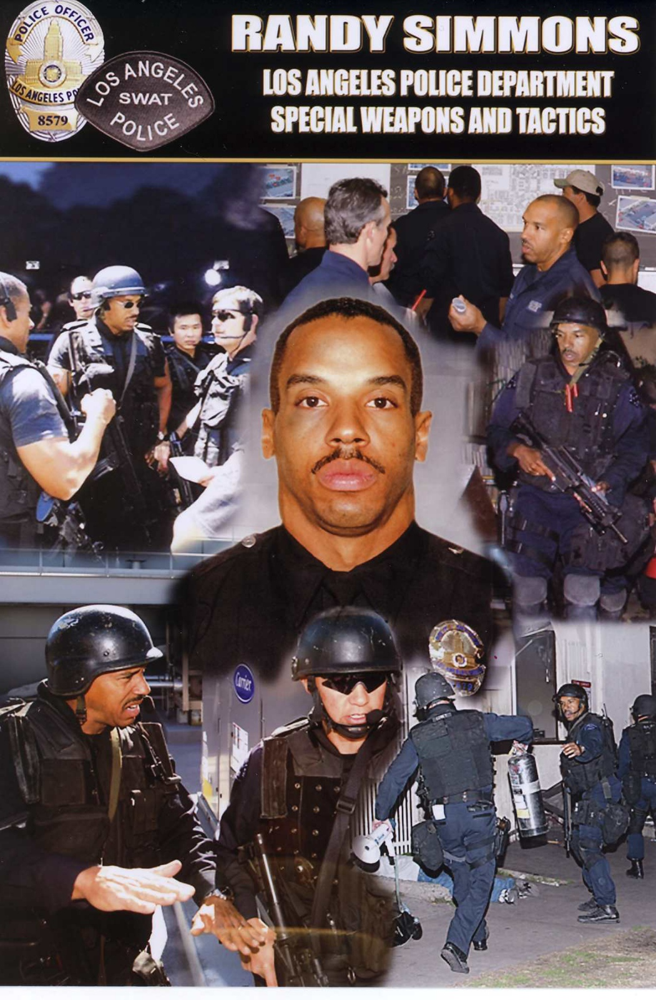 RANDY SIMMONS
LOS ANGELES POLICE DEPARTMENT
SPECIAL WEAPONS AND TACTICS
POLICE OFFICER
LOS ANGELES PO
8579
LOS ANGELES
SWAT
POLICE
Carrier